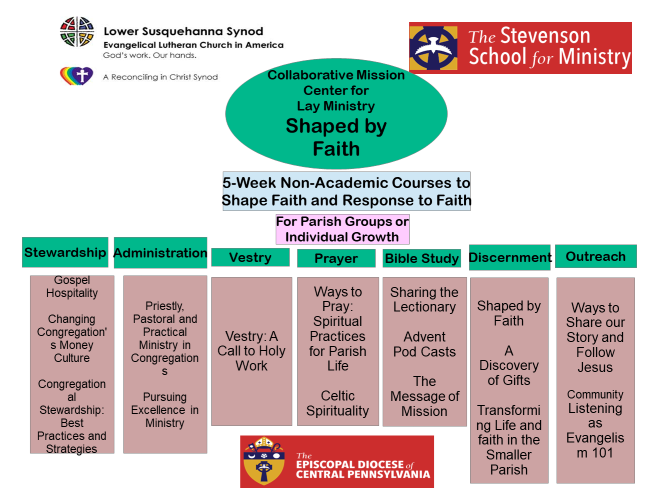 Lower Susquehanna Synod
Evangelical Lutheran Church in America
God's work. Our hands.
A Reconciling in Christ Synod
The Stevenson
School for Ministry
Collaborative Mission
Center for
Lay Ministry
Shaped by
Faith
5-Week Non-Academic Courses to
Shape Faith and Response to Faith
For Parish Groups or
Individual Growth
Stewardship
Administration
Vestry
Prayer
Bible Study
Discernment
Outreach
Gospel
Hospitality
Changing
Congregation'
s Money
Culture
Congregation
al
Stewardship:
Best
Practices and
Strategies
Priestly,
Pastoral and
Practical
Ministry in
Congregation
s
Pursuing
Excellence in
Ministry
Vestry: A
Call to Holy
Work
Ways to
Pray:
Spiritual
Practices
for Parish
Life
Celtic
Spirituality
Sharing the
Lectionary
Advent
Pod Casts
The
Message of
Mission
Shaped by
Faith
A
Discovery
of Gifts
Transformi
ng Life and
faith in the
Smaller
Parish
Ways to
Share our
Story and
Follow
Jesus
Community
Listening
as
Evangelis
m 101
The
EPISCOPAL DIOCESE of
CENTRAL PENNSYLVANIA